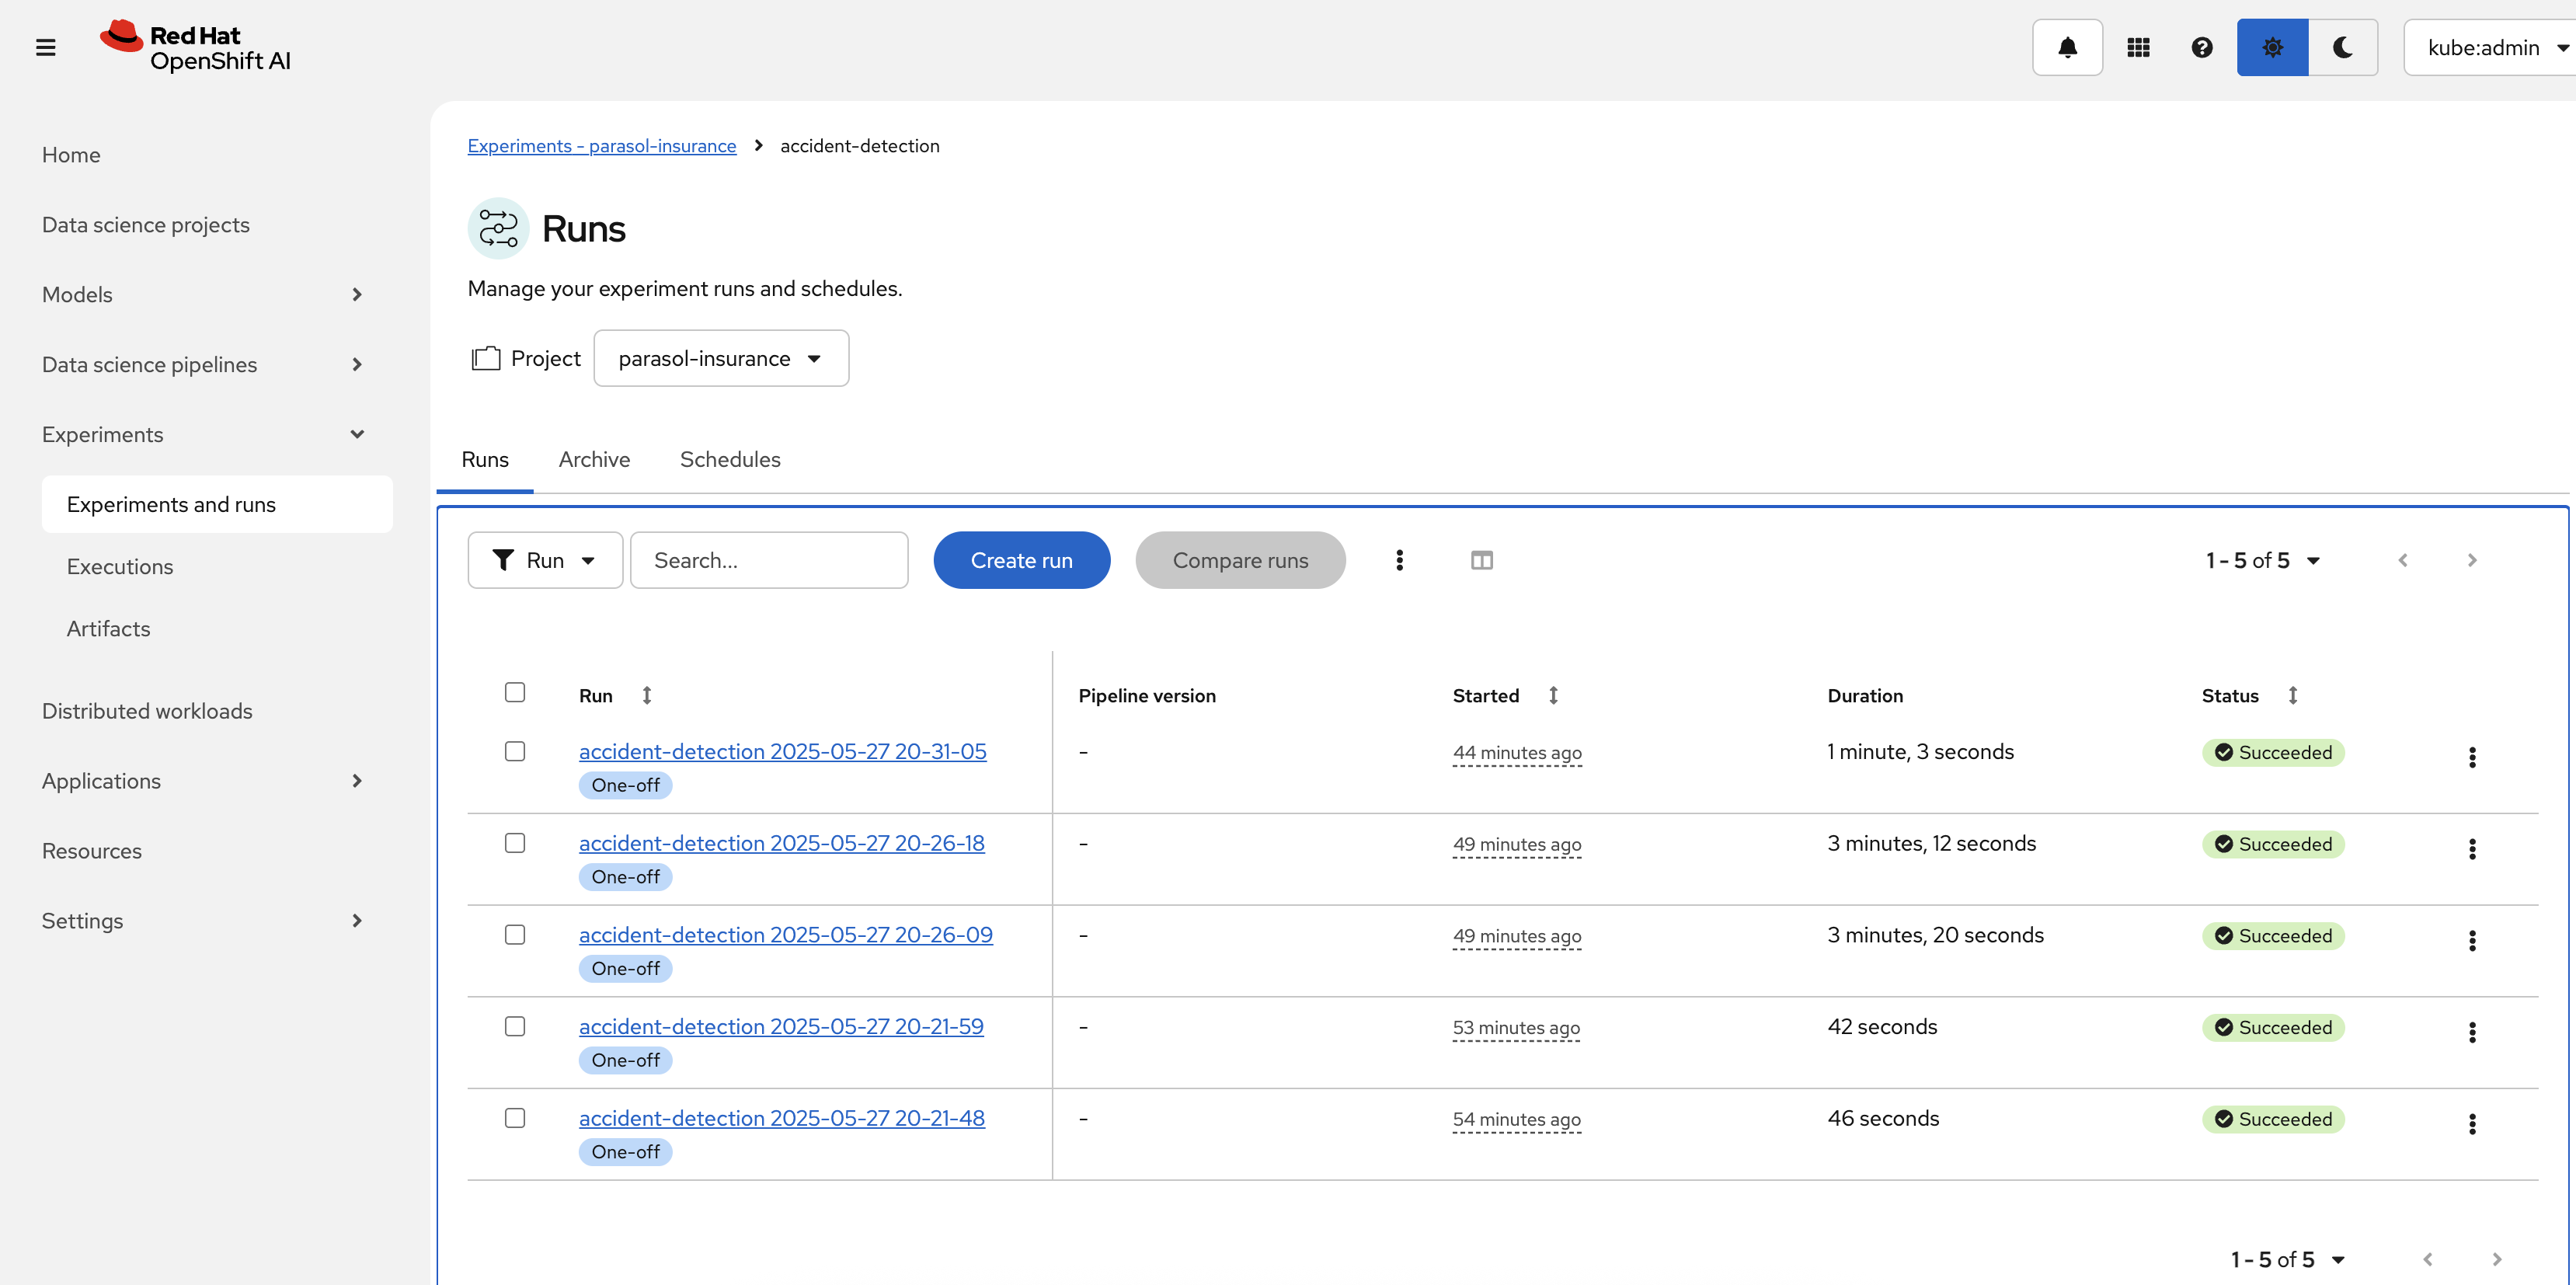 Red Hat
OpenShift AI
kube:admin
Home
Data science projects
Models
Data science pipelines
Experiments
Experiments and runs
Executions
Artifacts
Distributed workloads
Applications
Resources
Settings
Experiments - parasol-insurance > accident-detection
Runs
Manage your experiment runs and schedules.
Project parasol-insurance
Runs Archive Schedules
Run Search... Create run Compare runs 1 - 5 of 5
Run Pipeline version Started Duration Status
accident-detection 2025-05-27 20-31-05 - 44 minutes ago 1 minute, 3 seconds Succeeded
One-off
accident-detection 2025-05-27 20-26-18 - 49 minutes ago 3 minutes, 12 seconds Succeeded
One-off
accident-detection 2025-05-27 20-26-09 - 49 minutes ago 3 minutes, 20 seconds Succeeded
One-off
accident-detection 2025-05-27 20-21-59 - 53 minutes ago 42 seconds Succeeded
One-off
accident-detection 2025-05-27 20-21-48 - 54 minutes ago 46 seconds Succeeded
One-off
1 - 5 of 5